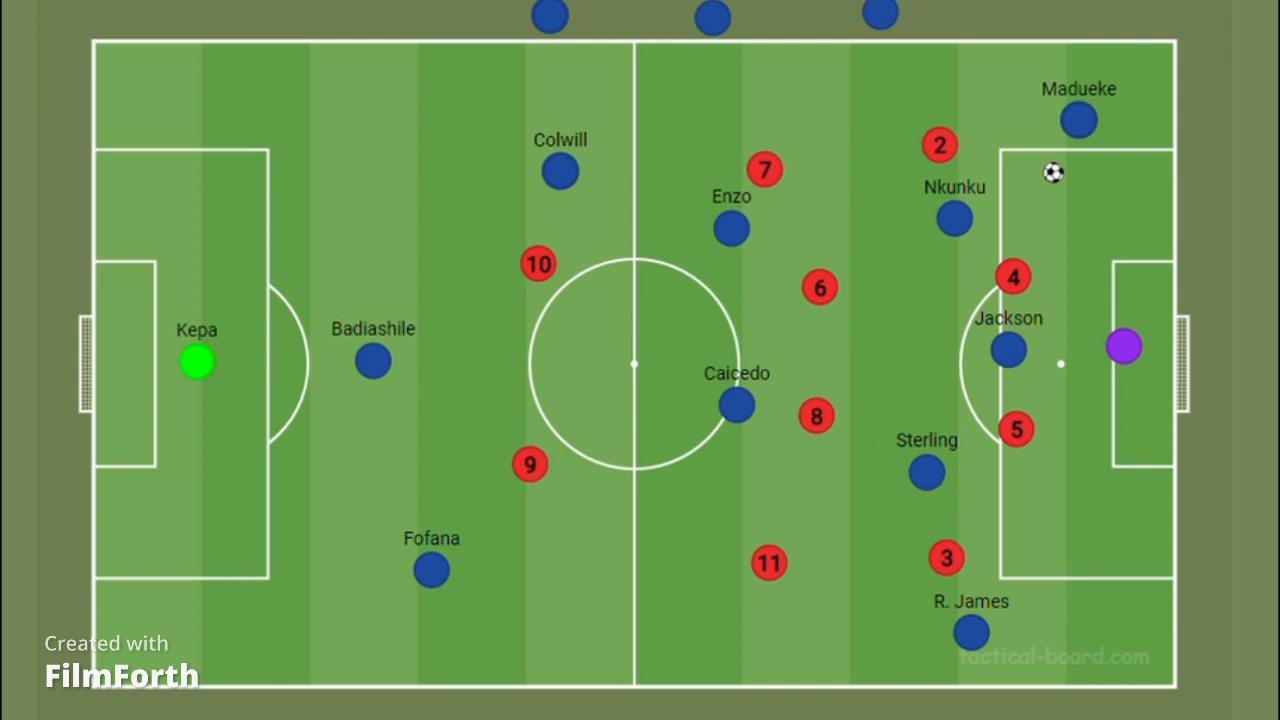 Madueke
Colwill
2
7
Nkunku
Enzo
10
4
6
Jackson
Kepa
Badiashile
Caicedo
8
5
Sterling
9
Fofana
11
3
R. James
Created with
FilmForth
tactical-board.com